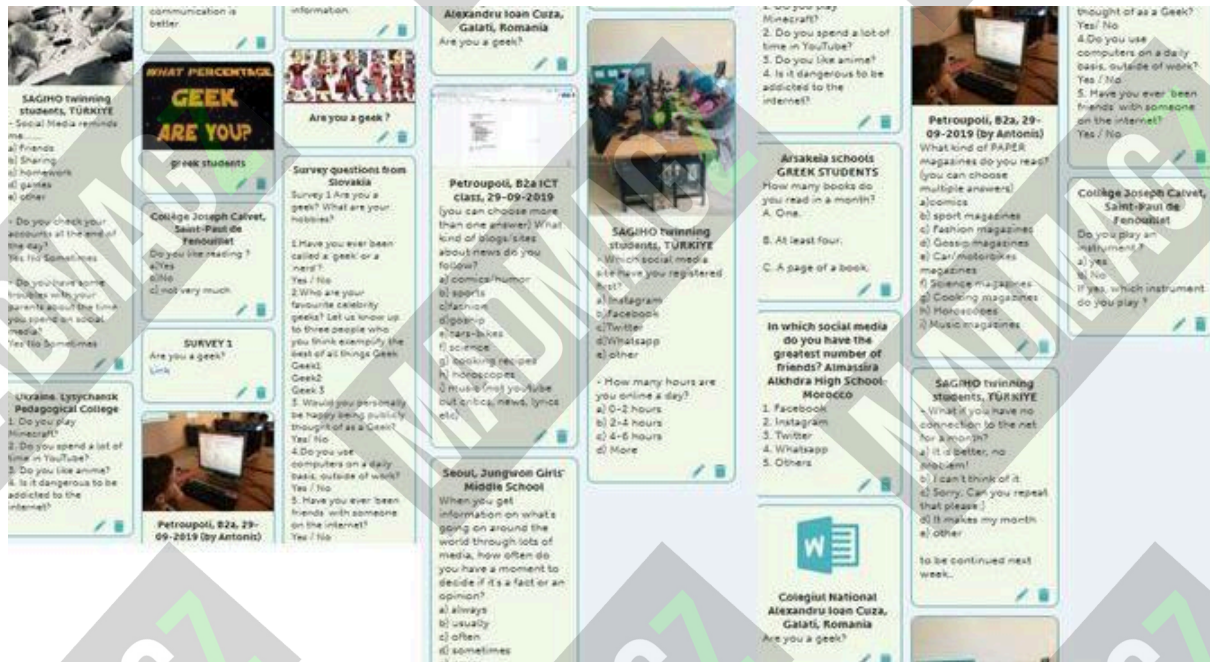 communication is
better
SAGIHO twinning
students, TÜRKIYE
- Social Media reminds
me......
a) friends
b) Sharing
c) homework
d) games
e) other
- Do you check your
accounts at the end of
the day?
Yes No Sometimes
- Do you have some
troubles with your
parents about the time
you spend on social
media?
Yes No Sometimes
Ukraine. Lysychansk
Pedagogical College
1. Do you play
Minecraft?
2. Do you spend a lot of
time in YouTube?
3. Do you like anime?
4. Is it dangerous to be
addicted to the
internet?
WHAT PERCENTAGE
GEEK
ARE YOU?
greek students
Collège Joseph Calvet,
Saint-Paul de
Fenouillet
Do you like reading ?
a)Yes
b)No
c) not very much
SURVEY 1
Are you a geek?
Link
Petroupoli, B2a, 29-
09-2019 (by Antonis)
information.
Are you a geek ?
Survey questions from
Slovakia
Survey 1 Are you a
geek? What are your
hobbies?
1.Have you ever been
called a 'geek' or a
'nerd'?
Yes / No
2.Who are your
favourite celebrity
geeks? Let us know up
to three people who
you think exemplify the
best of all things Geek
Geek1
Geek2
Geek 3
3. Would you personally
be happy being publicly
thought of as a Geek?
Yes/ No
4.Do you use
computers on a daily
basis, outside of work?
Yes / No
5. Have you ever 'been
friends' with someone
on the internet?
Yes / No
Alexandru Ioan Cuza,
Galati, Romania
Are you a geek?
Petroupoli, B2a ICT
class, 29-09-2019
(you can choose more
than one answer) What
kind of blogs/sites
about news do you
follow?
a) comics/humor
b) sports
c)fashion
d)gossip
e)cars-bikes
f) science
g) cooking recipes
h) horoscopes
i) music (not youtube
but critics, news, lyrics
etc)
Seoul, Jungwon Girls'
Middle School
When you get
information on what's
going on around the
world through lots of
media, how often do
you have a moment to
decide if it's a fact or an
opinion?
a) always
b) usually
c) often
d) sometimes
SAGIHO twinning
students, TÜRKIYE
- Which social media
site have you registered
first?
a) Instagram
b)facebook
c)Twitter
d)Whatsapp
e) other
- How many hours are
you online a day?
a) 0-2 hours
b) 2-4 hours
c) 4-6 hours
d) More
Minecraft?
2. Do you spend a lot of
time in YouTube?
3. Do you like anime?
4. Is it dangerous to be
addicted to the
internet?
Arsakeia schools
GREEK STUDENTS
How many books do
you read in a month?
A. One.
B. At least four.
C. A page of a book.
In which social media
do you have the
greatest number of
friends? Almassira
Alkhdra High School-
Morocco
1. Facebook
2. Instagram
3. Twitter
4. Whatsapp
5. Others
W
Colegiul National
Alexandru Ioan Cuza,
Galati, Romania
Are you a geek?
Petroupoli, B2a, 29-
09-2019 (by Antonis)
What kind of PAPER
magazines do you read?
(you can choose
multiple answers)
a)comics
b) sport magazines
c) Fashion magazines
d) Gossip magazines
e) Car/motorbikes
magazines
f) Science magazines
g) Cooking magazines
h) Horoscopes
i) Music magazines
SAGIHO twinning
students, TÜRKIYE
- What if you have no
connection to the net
for a month?
a) it is better, no
problem!
b) I can't think of it
c) Sorry, Can you repeat
that please:)
d) It makes my month
e) other
to be continued next
week..
thought of as a Geek?
Yes/ No
4.Do you use
computers on a daily
basis, outside of work?
Yes / No
5. Have you ever 'been
friends' with someone
on the internet?
Yes / No
Collège Joseph Calvet,
Saint-Paul de
Fenouillet
Do you play an
instrument ?
a) yes
b) No
If yes, which instrument
do you play ?
MADMAGZ